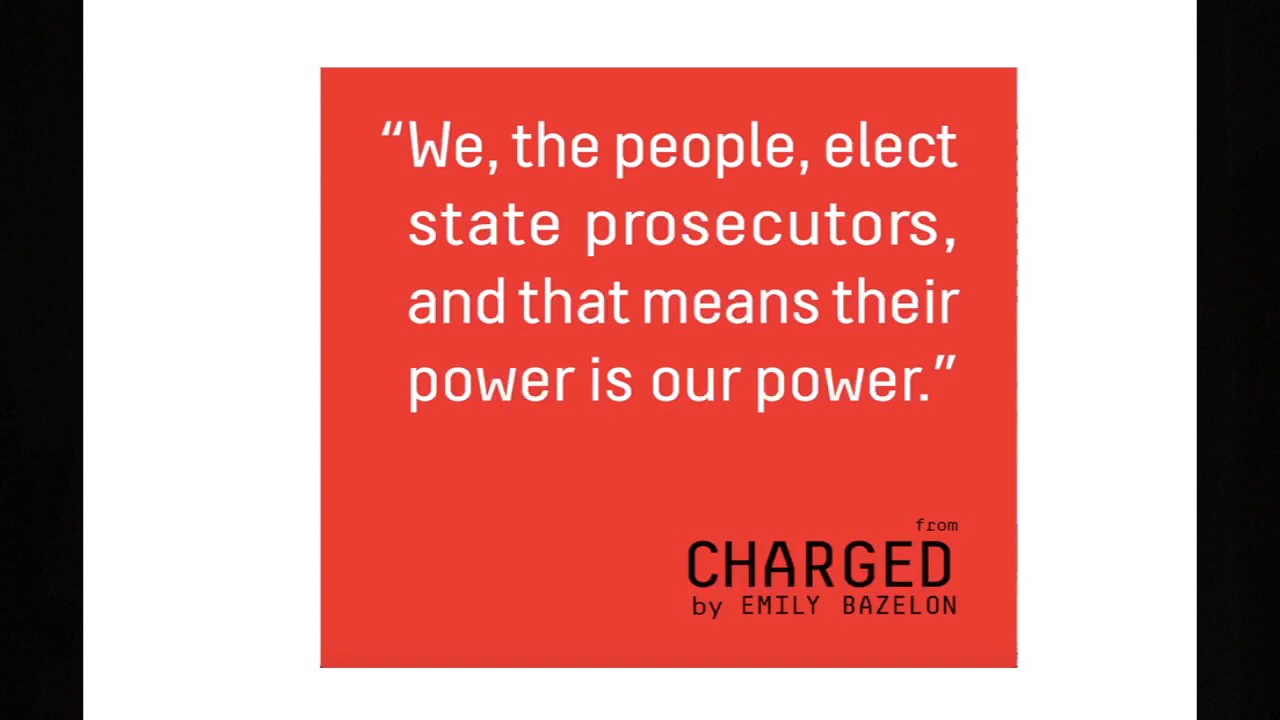 “We, the people, elect
state prosecutors,
and that means their
power is our power.”
from
CHARGED
by EMILY BAZELON